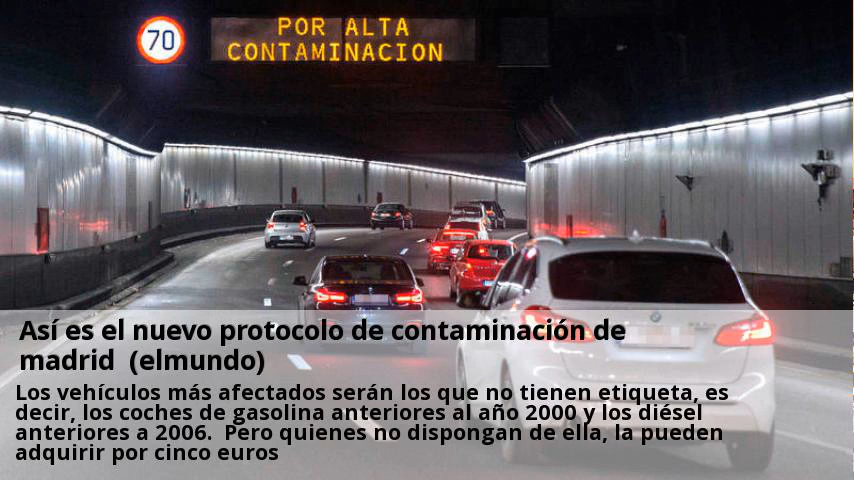 70
POR ALTA
CONTAMINACION
Así es el nuevo protocolo de contaminación de
madrid  (elmundo)
Los vehículos más afectados serán los que no tienen etiqueta, es
decir, los coches de gasolina anteriores al año 2000 y los diésel
anteriores a 2006.  Pero quienes no dispongan de ella, la pueden
adquirir por cinco euros